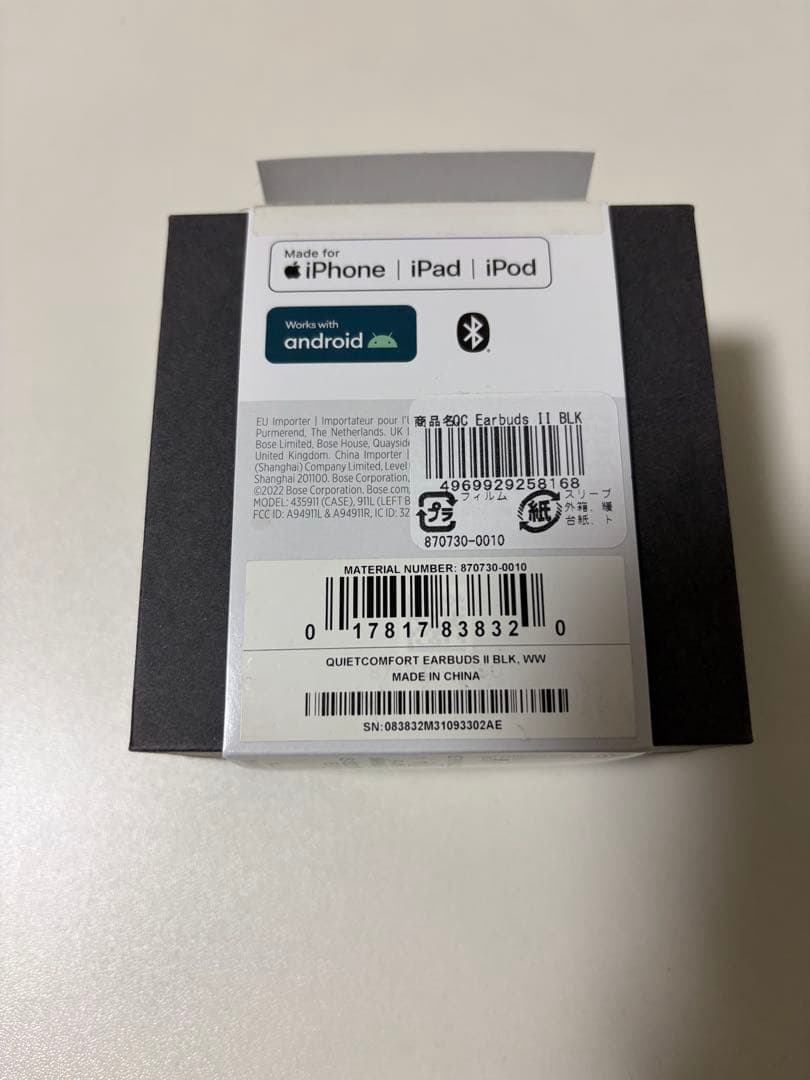 Made for
iPhone | iPad | iPod
Works with
android
EU Importer | Importateur pour l'
Purmerend, The Netherlands. UK
Bose Limited, Bose House, Quayside
United Kingdom. China Importer |
(Shanghai) Company Limited, Level
Shanghai 201100. Bose Corporation,
©2022 Bose Corporation. Bose.com
MODEL: 435911 (CASE), 911L (LEFT B
FCC ID: A94911L & A94911R, IC ID: 32
商品名QC Earbuds II BLK
4969929258168
プラ
フィルム
紙
スリーブ
外箱、緩
台紙、ト
870730-0010
MATERIAL NUMBER: 870730-0010
0 17817 83832 0
QUIETCOMFORT EARBUDS II BLK, WW
MADE IN CHINA
SN:083832M31093302AE